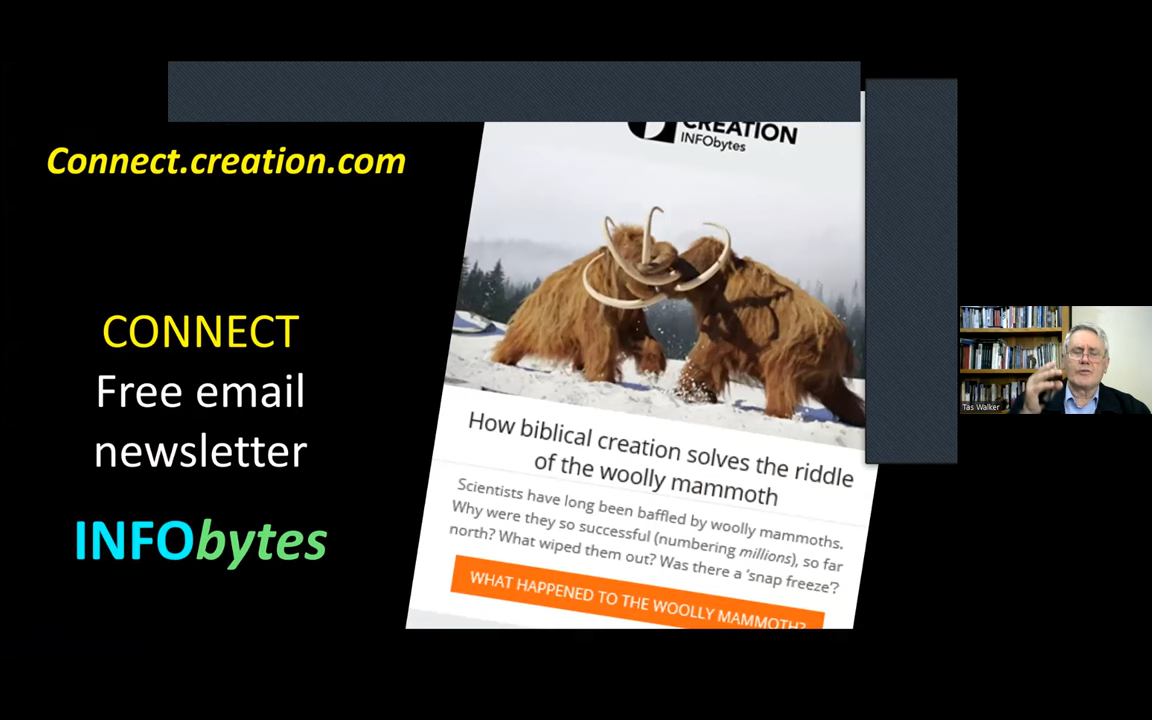 Connect.creation.com
CONNECT
Free email
newsletter
INFObytes
CREATION
INFObytes
How biblical creation solves the riddle
of the woolly mammoth
Scientists have long been baffled by woolly mammoths.
Why were they so successful (numbering millions), so far
north? What wiped them out? Was there a ‘snap freeze’?
WHAT HAPPENED TO THE WOOLLY MAMMOTH?
Tas Walker